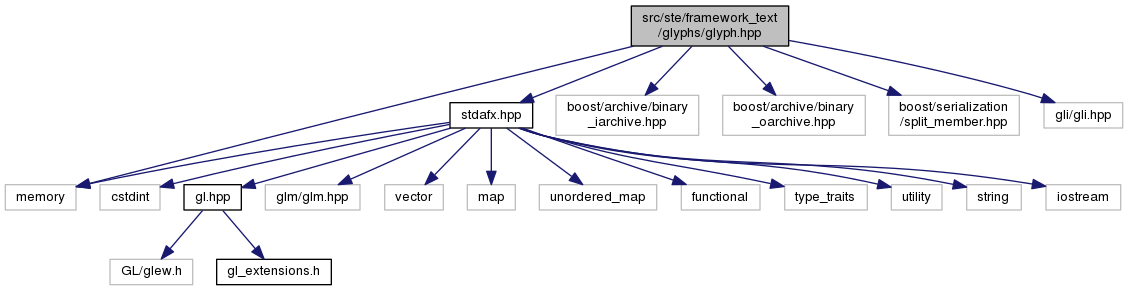 src/ste/framework_text
/glyphs/glyph.hpp
stdafx.hpp
boost/archive/binary
_iarchive.hpp
boost/archive/binary
_oarchive.hpp
boost/serialization
/split_member.hpp
gli/gli.hpp
memory
cstdint
gl.hpp
glm/glm.hpp
vector
map
unordered_map
functional
type_traits
utility
string
iostream
GL/glew.h
gl_extensions.h